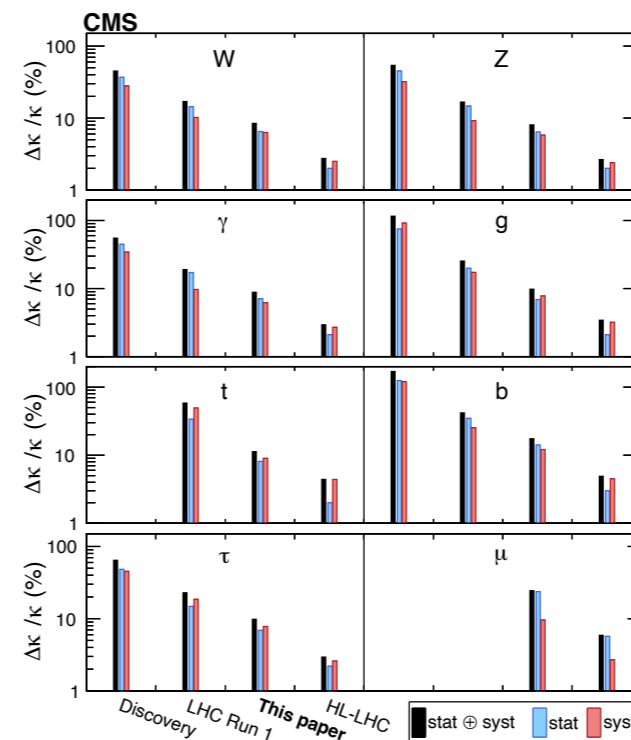 CMS
Δκ /κ (%)
100
10
1
W
Z
Δκ /κ (%)
100
10
1
γ
g
Δκ /κ (%)
100
10
1
t
b
Δκ /κ (%)
100
10
1
τ
μ
Discovery
LHC Run 1
This paper
HL-LHC
stat ⊕ syst
stat
sys